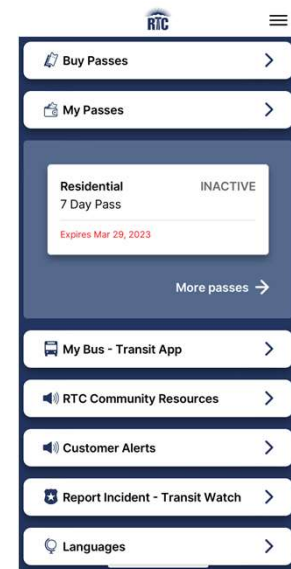 RTC
Buy Passes
My Passes
Residential INACTIVE
7 Day Pass
Expires Mar 29, 2023
More passes
My Bus - Transit App
RTC Community Resources
Customer Alerts
Report Incident - Transit Watch
Languages